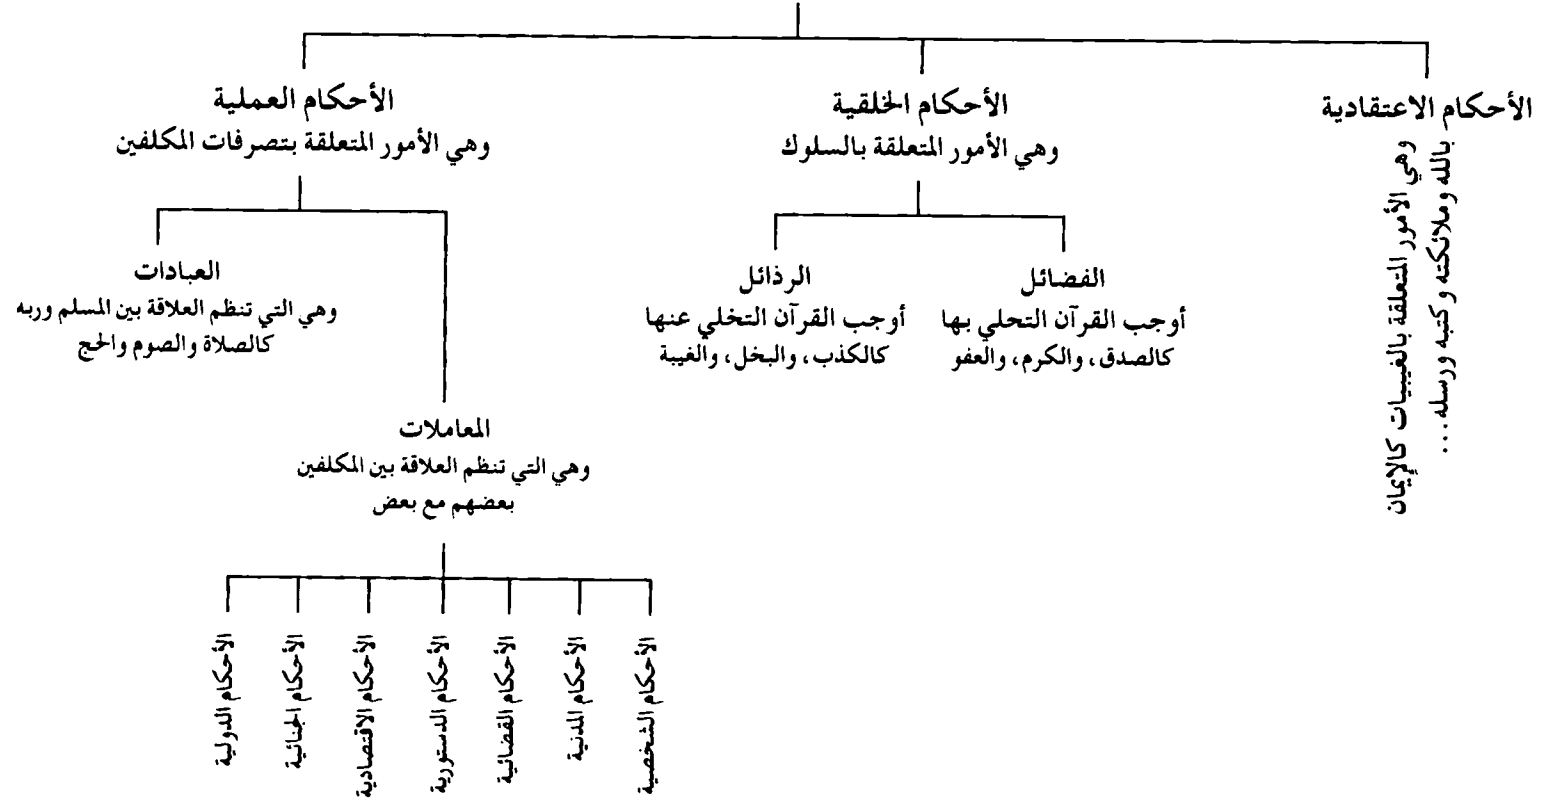 الأحكام الاعتقادية
وهي الأمور المتعلقة بالغيبيات كالإيمان
بالله وملائكته وكتبه ورسله...
الأحكام الخلقية
وهي الأمور المتعلقة بالسلوك
الفضائل
أوجب القرآن التحلي بها
كالصدق، والكرم، والعفو
الرذائل
أوجب القرآن التخلي عنها
كالكذب، والبخل، والغيبة
الأحكام العملية
وهي الأمور المتعلقة بتصرفات المكلفين
العبادات
وهي التي تنظم العلاقة بين المسلم وربه
كالصلاة والصوم والحج
المعاملات
وهي التي تنظم العلاقة بين المكلفين
بعضهم مع بعض
الأحكام الشخصية
الأحكام المدنية
الأحكام القضائية
الأحكام الدستورية
الأحكام الاقتصادية
الأحكام الجنائية
الأحكام الدولية